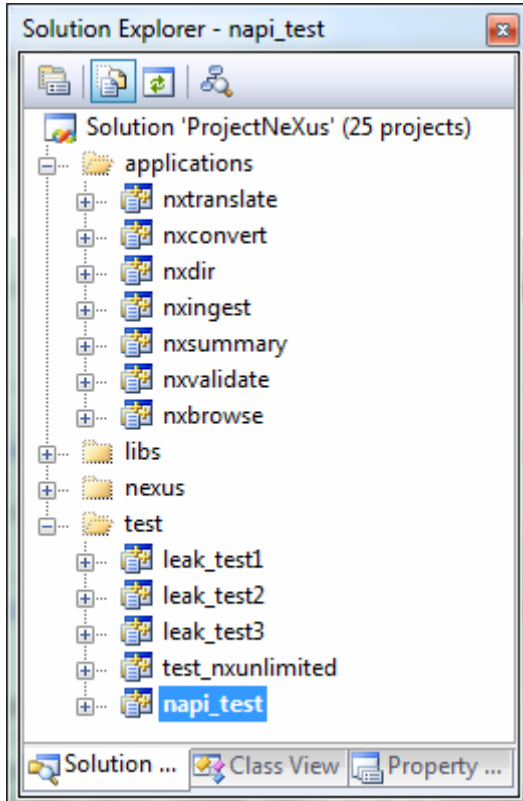 Solution Explorer - napi_test
Solution 'ProjectNeXus' (25 projects)
applications
nxtranslate
nxconvert
nxdir
nxingest
nxsummary
nxvalidate
nxbrowse
libs
nexus
test
leak_test1
leak_test2
leak_test3
test_nxunlimited
napi_test
Solution ... Class View Property ...